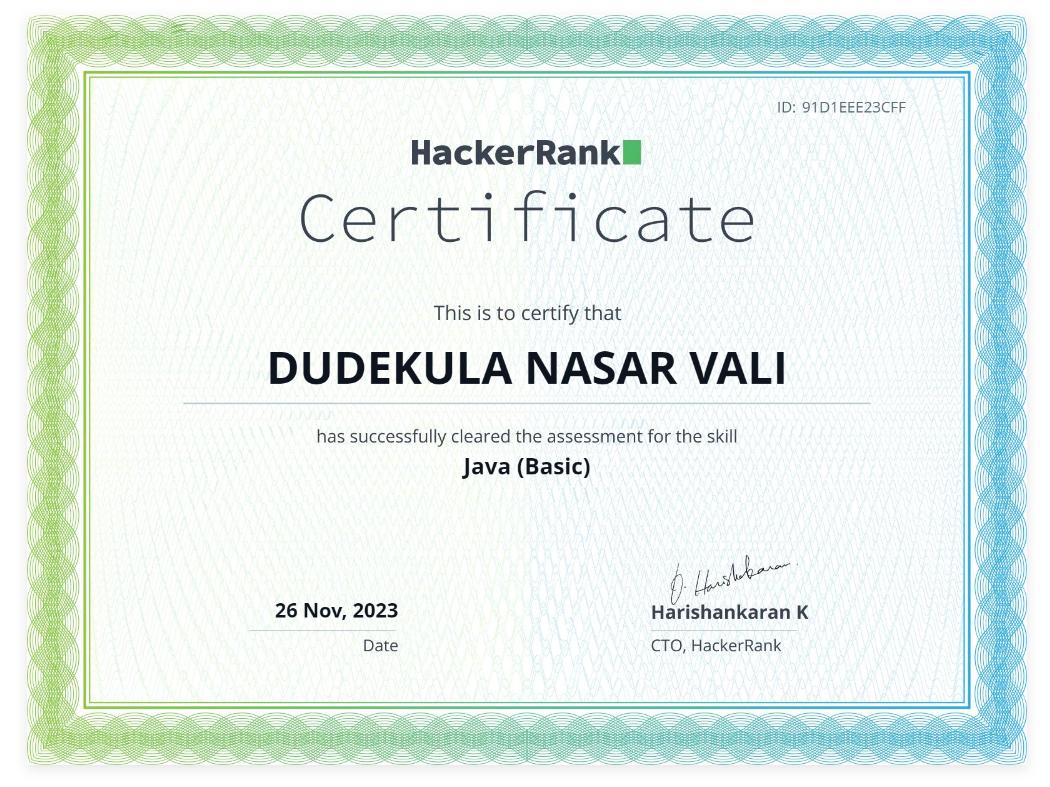 ID: 91D1EEE23CFF
HackerRank
Certificate
This is to certify that
DUDEKULA NASAR VALI
has successfully cleared the assessment for the skill
Java (Basic)
26 Nov, 2023
Date
Harishankaran K
CTO, HackerRank